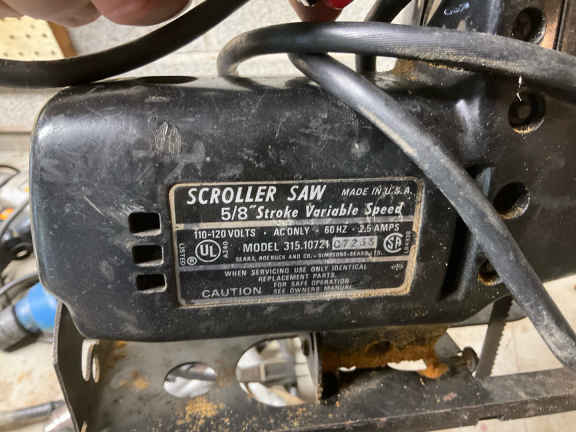 SCROLLER SAW MADE IN U.S.A.
5/8" Stroke Variable Speed
110-120 VOLTS · AC ONLY · 60 HZ · 2.5 AMPS
LISTED UL MODEL 315.10721 SA
SEARS, ROEBUCK AND CO. - SIMPSONS-SEARS LTD.
WHEN SERVICING USE ONLY IDENTICAL
REPLACEMENT PARTS.
FOR SAFE OPERATION
CAUTION SEE OWNERS MANUAL